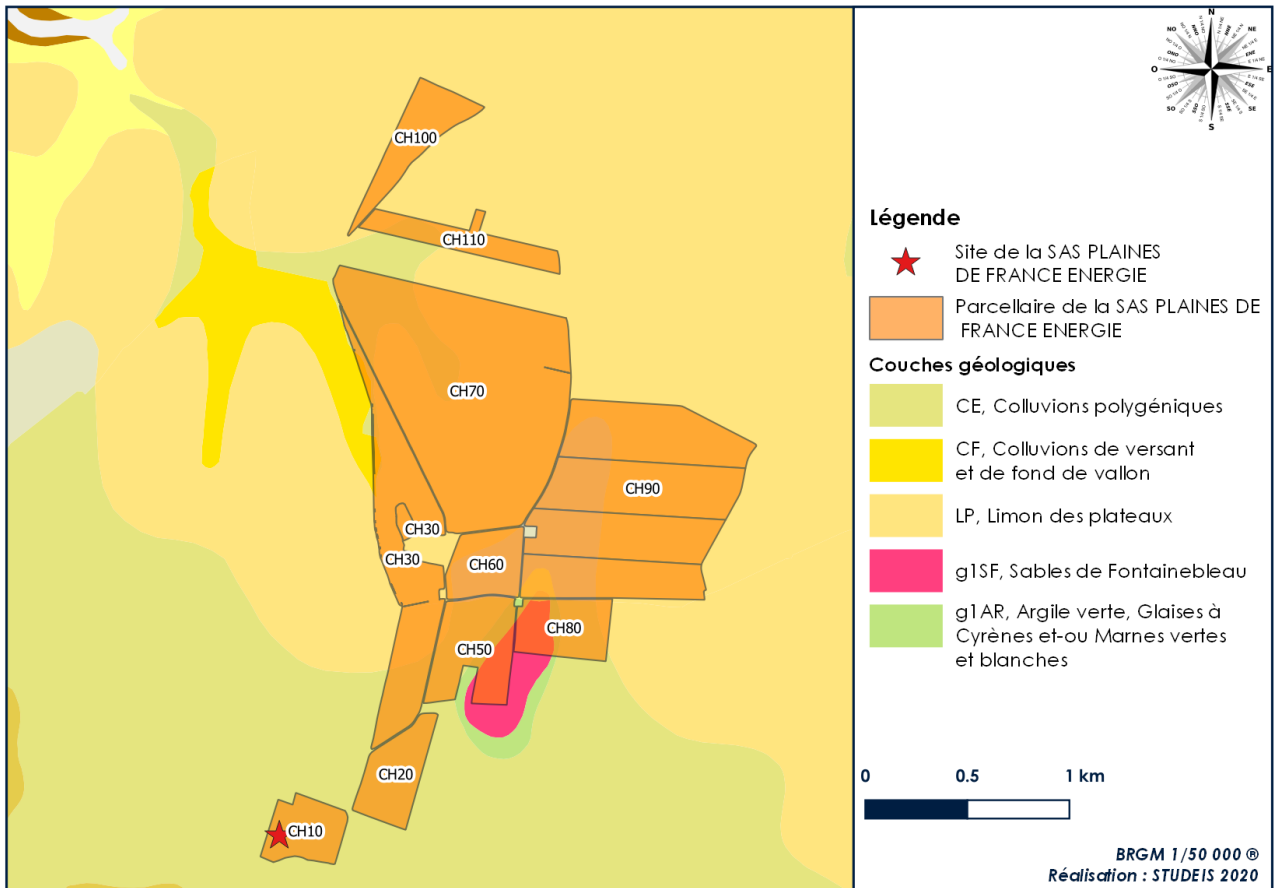 N
NO
NE
O
E
SO
SE
S
CH100
CH110
CH70
CH90
CH30
CH30
CH60
CH80
CH50
CH20
CH10
Légende
Site de la SAS PLAINES
DE FRANCE ENERGIE
Parcellaire de la SAS PLAINES DE
FRANCE ENERGIE
Couches géologiques
CE, Colluvions polygéniques
CF, Colluvions de versant
et de fond de vallon
LP, Limon des plateaux
g1SF, Sables de Fontainebleau
g1AR, Argile verte, Glaises à
Cyrènes et-ou Marnes vertes
et blanches
0 0.5 1 km
BRGM 1/50 000 ®
Réalisation : STUDEIS 2020